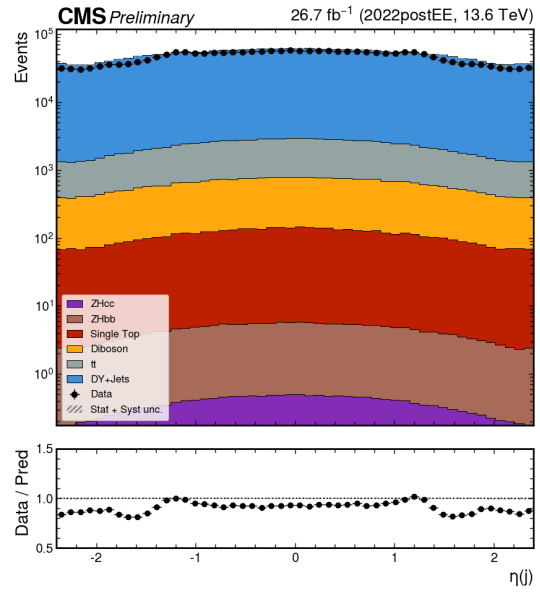 CMS Preliminary 26.7 fb⁻¹ (2022postEE, 13.6 TeV)
Events
10⁵
10⁴
10³
10²
10¹
10⁰
ZHcc
ZHbb
Single Top
Diboson
tt
DY+Jets
Data
Stat + Syst unc.
Data / Pred
1.5
1.0
0.5
-2 -1 0 1 2
η(j)